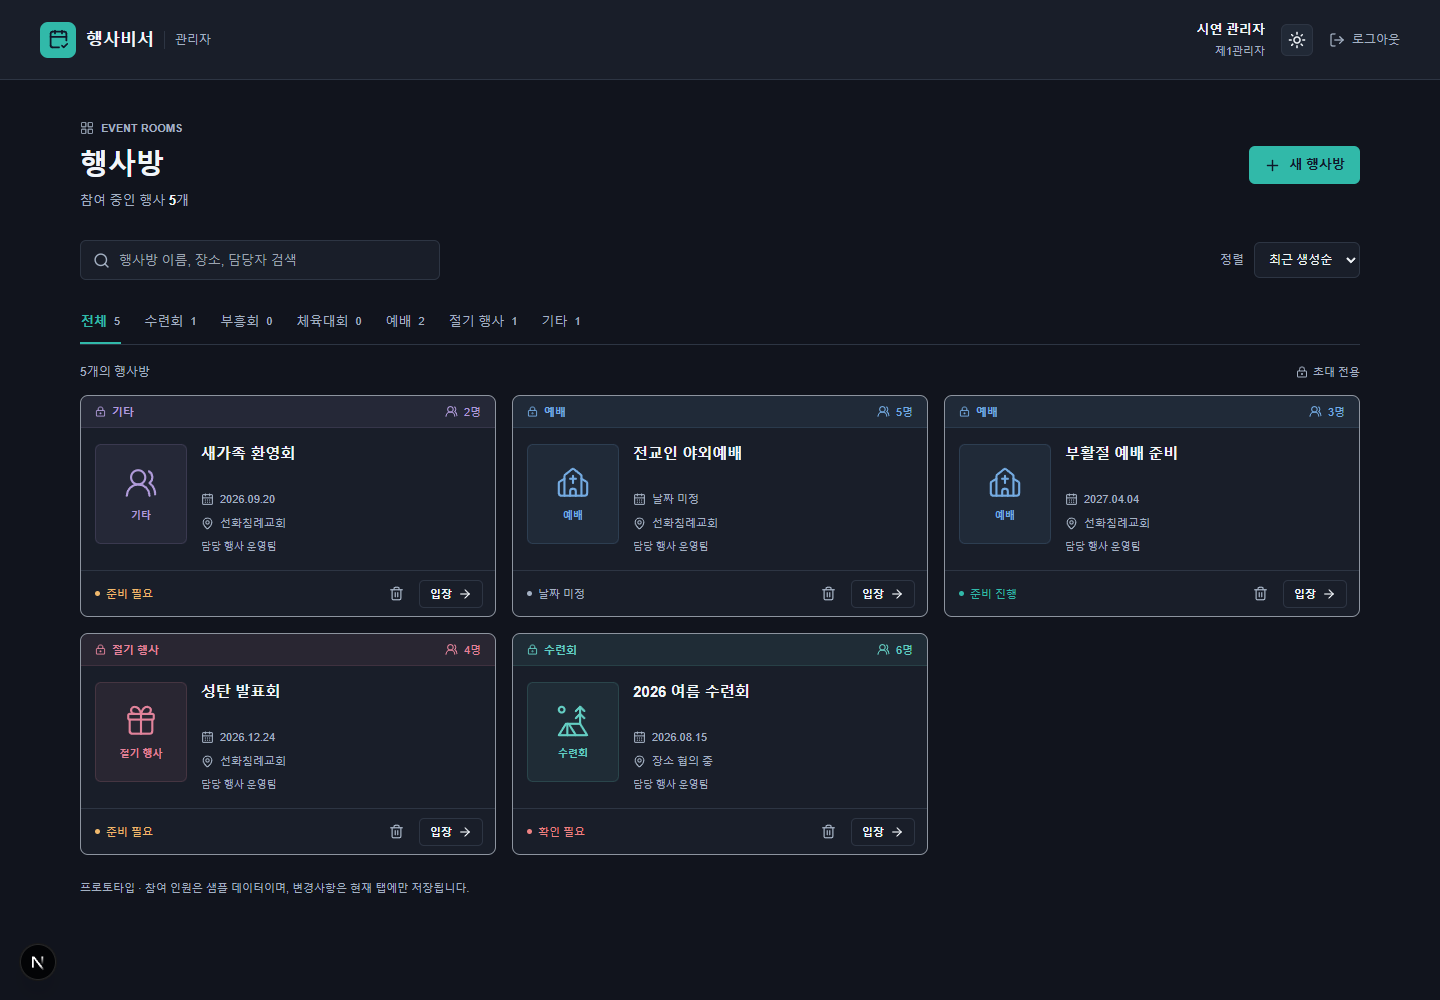 행사비서 관리자
시연 관리자
제1관리자
로그아웃
EVENT ROOMS
행사방
참여 중인 행사 5개
새 행사방
행사방 이름, 장소, 담당자 검색
정렬 최근 생성순
전체 5 수련회 1 부흥회 0 체육대회 0 예배 2 절기 행사 1 기타 1
5개의 행사방
초대 전용
기타 2명
기타
새가족 환영회
2026.09.20
선화침례교회
담당 행사 운영팀
준비 필요
입장
예배 5명
예배
전교인 야외예배
날짜 미정
선화침례교회
담당 행사 운영팀
날짜 미정
입장
예배 3명
예배
부활절 예배 준비
2027.04.04
선화침례교회
담당 행사 운영팀
준비 진행
입장
절기 행사 4명
절기 행사
성탄 발표회
2026.12.24
선화침례교회
담당 행사 운영팀
준비 필요
입장
수련회 6명
수련회
2026 여름 수련회
2026.08.15
장소 협의 중
담당 행사 운영팀
확인 필요
입장
프로토타입 · 참여 인원은 샘플 데이터이며, 변경사항은 현재 탭에만 저장됩니다.
N